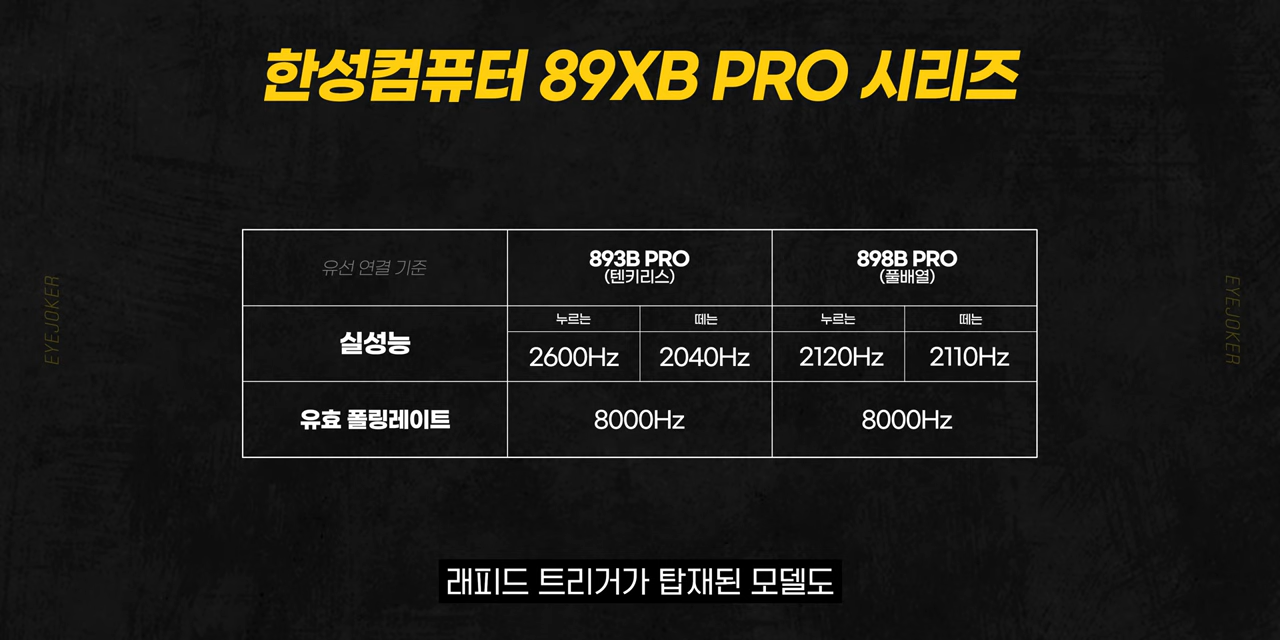 한성컴퓨터 89XB PRO 시리즈
유선 연결 기준
893B PRO
(텐키리스)
898B PRO
(풀배열)
실성능
누르는
떼는
누르는
떼는
2600Hz
2040Hz
2120Hz
2110Hz
유효 폴링레이트
8000Hz
8000Hz
EYEJOKER
EYEJOKER
래피드 트리거가 탑재된 모델도